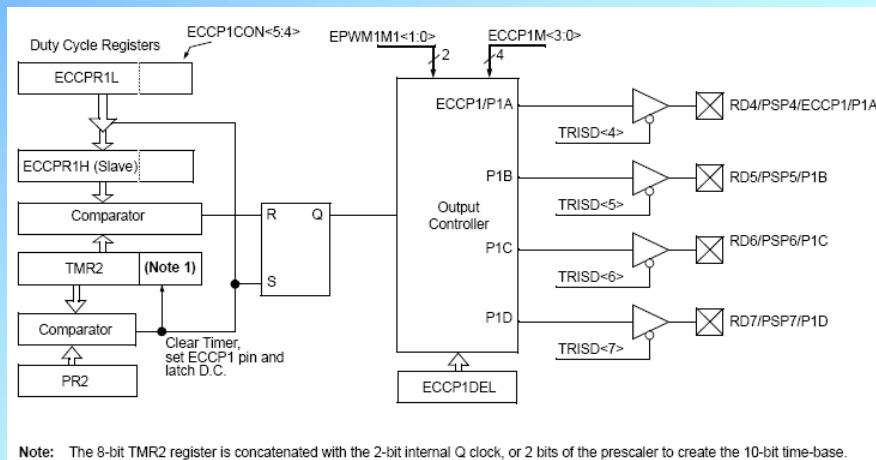 ECCP1CON<5:4>
Duty Cycle Registers
ECCPR1L
ECCPR1H (Slave)
Comparator
TMR2
(Note 1)
Comparator
PR2
Clear Timer,
set ECCP1 pin and
latch D.C.
R
Q
S
EPWM1M1<1:0>
2
ECCP1M<3:0>
4
ECCP1/P1A
P1B
Output
Controller
P1C
P1D
ECCP1DEL
TRISD<4>
RD4/PSP4/ECCP1/P1A
TRISD<5>
RD5/PSP5/P1B
TRISD<6>
RD6/PSP6/P1C
TRISD<7>
RD7/PSP7/P1D
Note: The 8-bit TMR2 register is concatenated with the 2-bit internal Q clock, or 2 bits of the prescaler to create the 10-bit time-base.